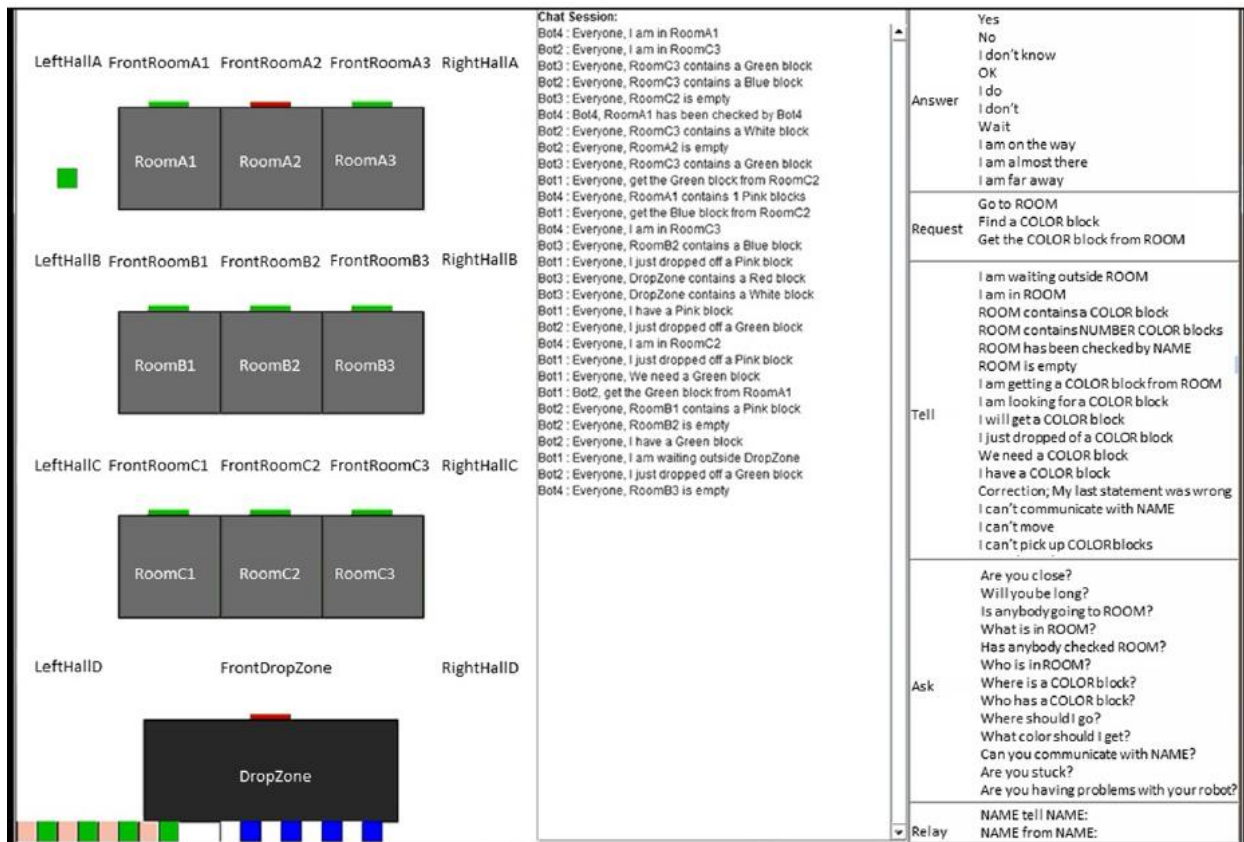 LeftHallA FrontRoomA1 FrontRoomA2 FrontRoomA3 RightHallA
RoomA1 RoomA2 RoomA3
LeftHallB FrontRoomB1 FrontRoomB2 FrontRoomB3 RightHallB
RoomB1 RoomB2 RoomB3
LeftHallC FrontRoomC1 FrontRoomC2 FrontRoomC3 RightHallC
RoomC1 RoomC2 RoomC3
LeftHallD FrontDropZone RightHallD
DropZone
Chat Session:
Bot4 : Everyone, I am in RoomA1
Bot2 : Everyone, I am in RoomC3
Bot3 : Everyone, RoomC3 contains a Green block
Bot2 : Everyone, RoomC3 contains a Blue block
Bot3 : Everyone, RoomC2 is empty
Bot4 : Bot4, RoomA1 has been checked by Bot4
Bot2 : Everyone, RoomC3 contains a White block
Bot2 : Everyone, RoomA2 is empty
Bot3 : Everyone, RoomC3 contains a Green block
Bot1 : Everyone, get the Green block from RoomC2
Bot4 : Everyone, RoomA1 contains 1 Pink blocks
Bot1 : Everyone, get the Blue block from RoomC2
Bot4 : Everyone, I am in RoomC3
Bot3 : Everyone, RoomB2 contains a Blue block
Bot1 : Everyone, I just dropped off a Pink block
Bot3 : Everyone, DropZone contains a Red block
Bot3 : Everyone, DropZone contains a White block
Bot1 : Everyone, I have a Pink block
Bot2 : Everyone, I just dropped off a Green block
Bot4 : Everyone, I am in RoomC2
Bot1 : Everyone, I just dropped off a Pink block
Bot1 : Everyone, We need a Green block
Bot1 : Bot2, get the Green block from RoomA1
Bot2 : Everyone, RoomB1 contains a Pink block
Bot2 : Everyone, RoomB2 is empty
Bot2 : Everyone, I have a Green block
Bot1 : Everyone, I am waiting outside DropZone
Bot2 : Everyone, I just dropped off a Green block
Bot4 : Everyone, RoomB3 is empty
Answer
Yes
No
I don't know
OK
I do
I don't
Wait
I am on the way
I am almost there
I am far away
Request
Go to ROOM
Find a COLOR block
Get the COLOR block from ROOM
Tell
I am waiting outside ROOM
I am in ROOM
ROOM contains a COLOR block
ROOM contains NUMBER COLOR blocks
ROOM has been checked by NAME
ROOM is empty
I am getting a COLOR block from ROOM
I am looking for a COLOR block
I will get a COLOR block
I just dropped of a COLOR block
We need a COLOR block
I have a COLOR block
Correction; My last statement was wrong
I can't communicate with NAME
I can't move
I can't pick up COLOR blocks
Ask
Are you close?
Will you be long?
Is anybody going to ROOM?
What is in ROOM?
Has anybody checked ROOM?
Who is in ROOM?
Where is a COLOR block?
Who has a COLOR block?
Where should I go?
What color should I get?
Can you communicate with NAME?
Are you stuck?
Are you having problems with your robot?
Relay
NAME tell NAME:
NAME from NAME: